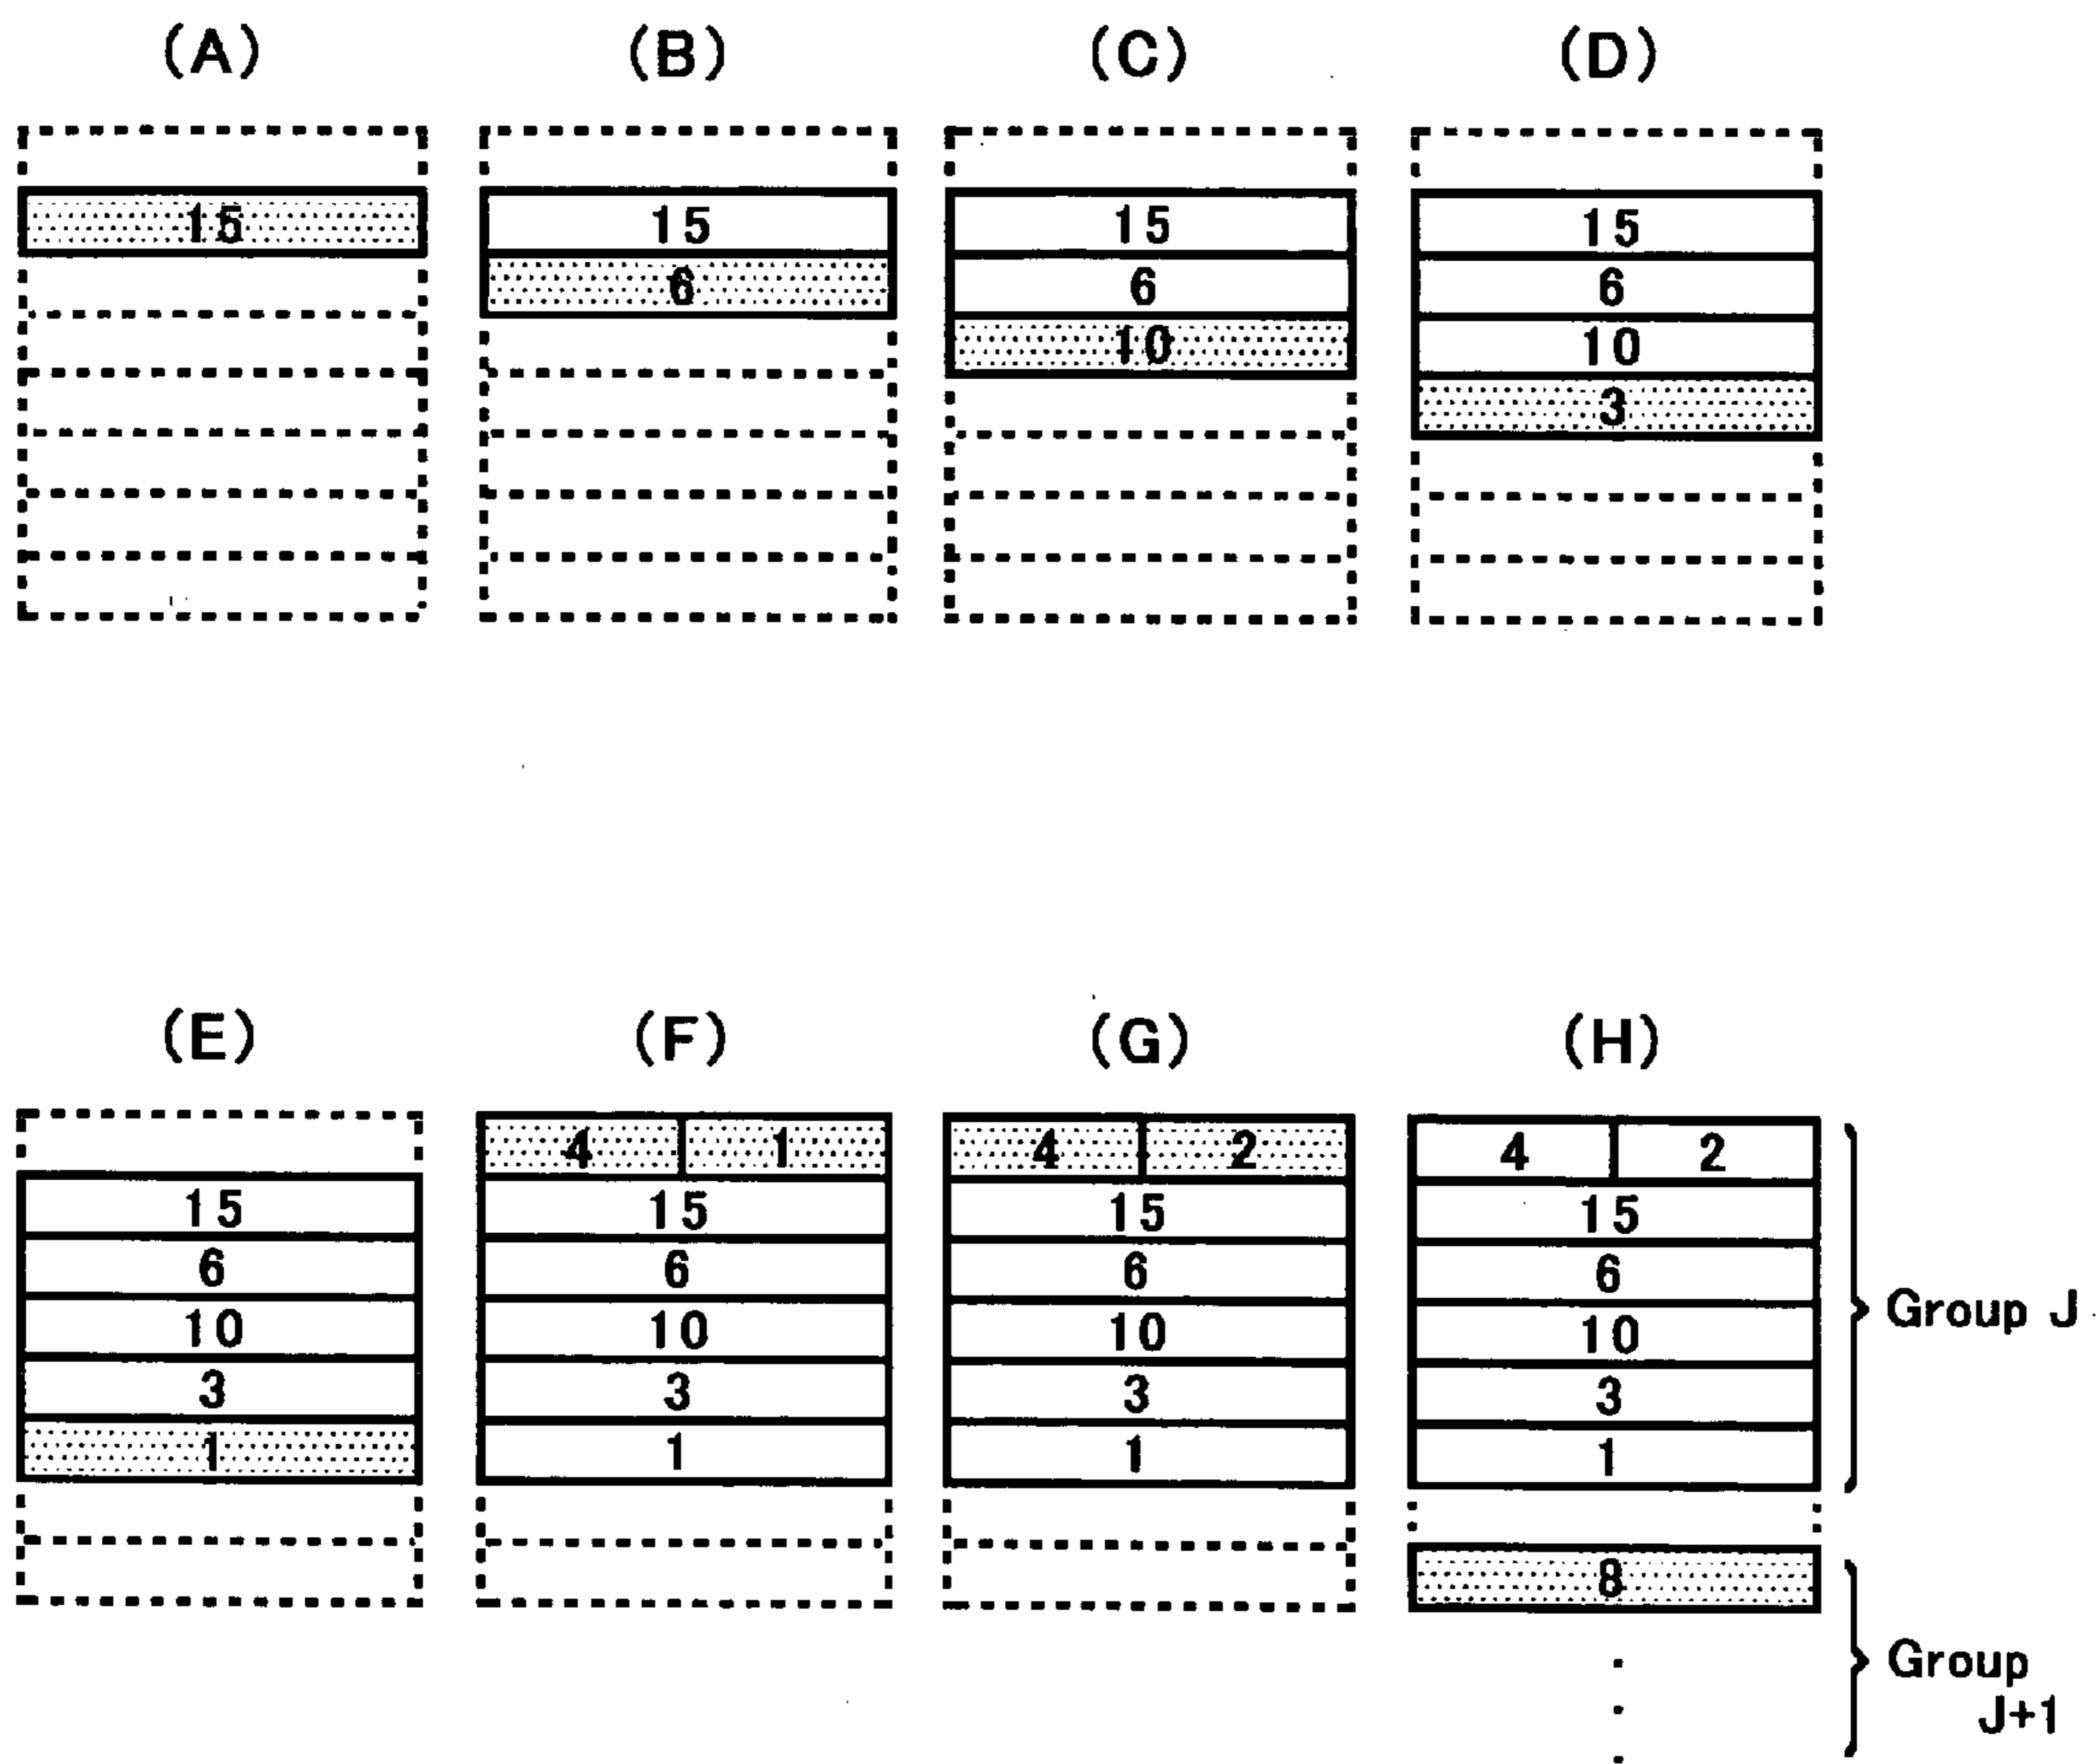 (A) (B) (C) (D)
15 15 15 15
6 6 6
10 10
3
(E) (F) (G) (H)
4 1 4 2 4 2
15 15 15 15
6 6 6 6
10 10 10 10
3 3 3 3
1 1 1 1
Group J
8
Group
J+1